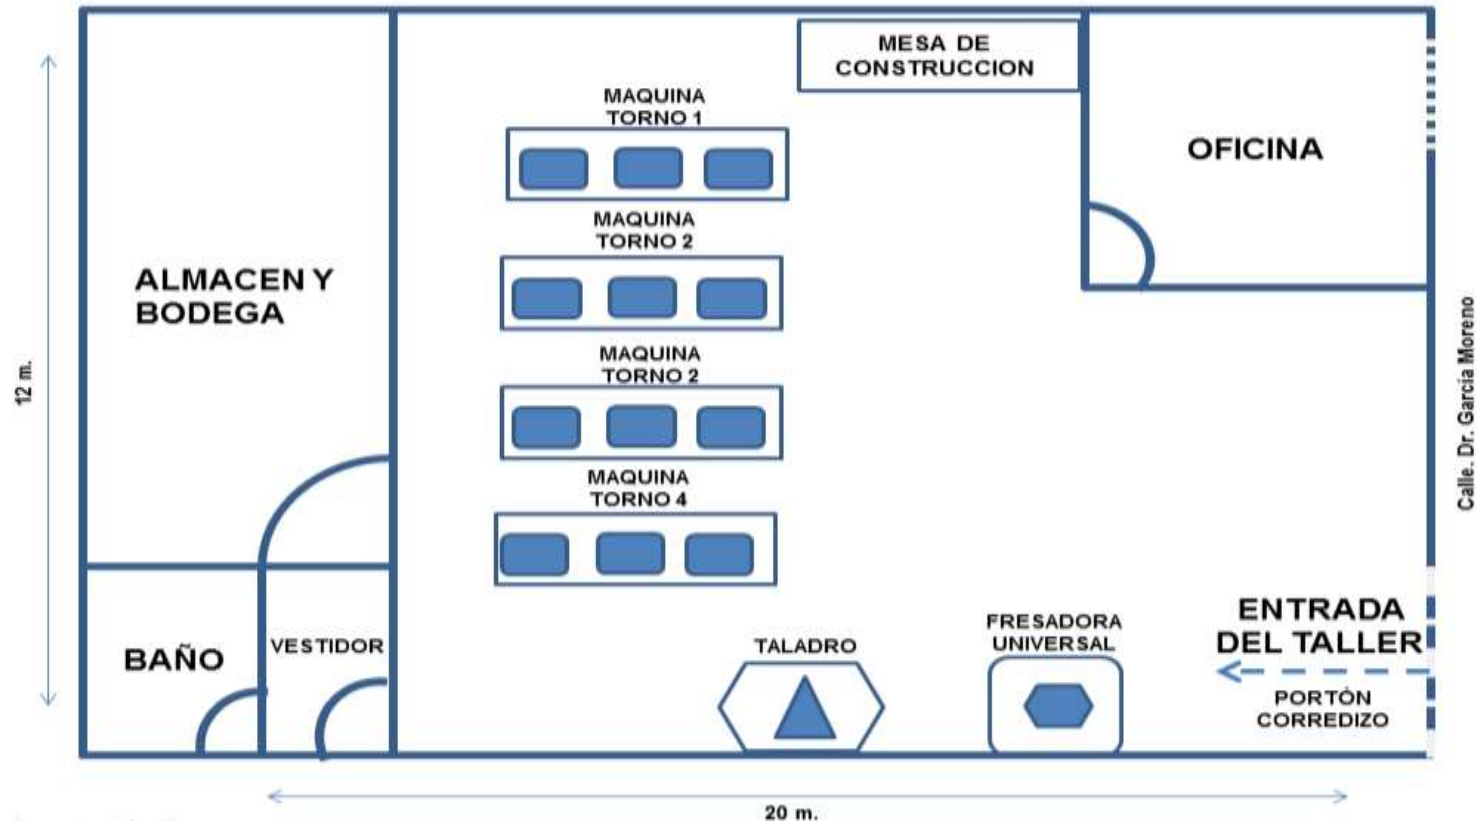 MESA DE
CONSTRUCCION
MAQUINA
TORNO 1
OFICINA
MAQUINA
TORNO 2
ALMACEN Y
BODEGA
12 m.
Calle. Dr. García Moreno
MAQUINA
TORNO 2
MAQUINA
TORNO 4
BAÑO
VESTIDOR
TALADRO
FRESADORA
UNIVERSAL
ENTRADA
DEL TALLER
PORTÓN
CORREDIZO
20 m.